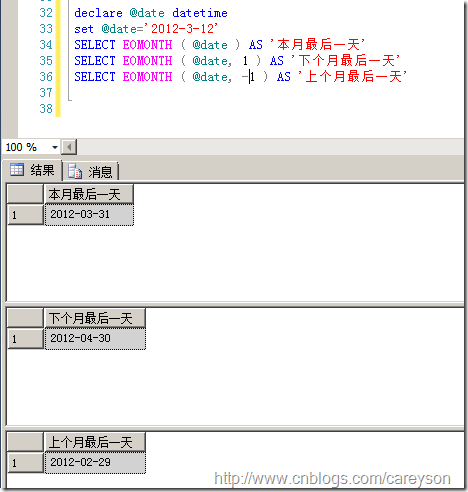 32 declare @date datetime
33 set @date='2012-3-12'
34 SELECT EOMONTH ( @date ) AS '本月最后一天'
35 SELECT EOMONTH ( @date, 1 ) AS '下个月最后一天'
36 SELECT EOMONTH ( @date, -1 ) AS '上个月最后一天'
37
38
100 %
结果 消息
本月最后一天
1 2012-03-31
下个月最后一天
1 2012-04-30
上个月最后一天
1 2012-02-29
http://www.cnblogs.com/careyson